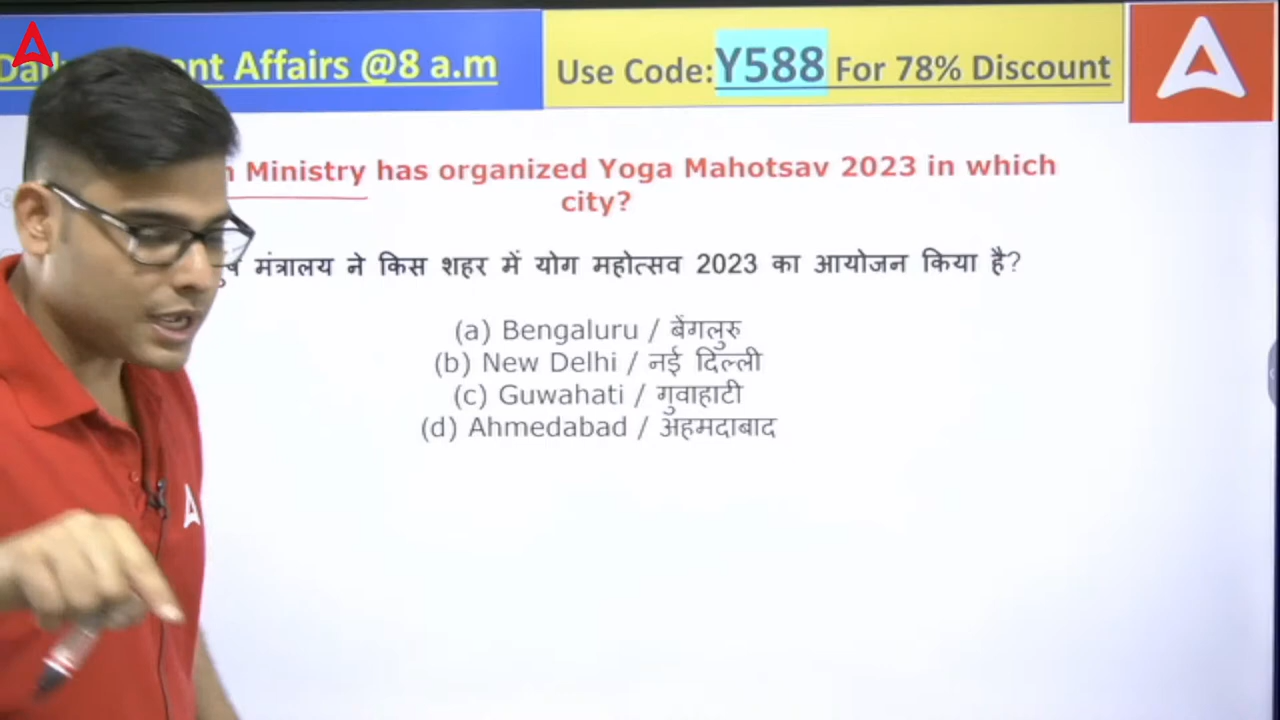 nt Affairs @8 a.m
Use Code:Y588 For 78% Discount
Ministry has organized Yoga Mahotsav 2023 in which
city?
मंत्रालय ने किस शहर में योग महोत्सव 2023 का आयोजन किया है?
(a) Bengaluru / बेंगलुरु
(b) New Delhi / नई दिल्ली
(c) Guwahati / गुवाहाटी
(d) Ahmedabad / अहमदाबाद